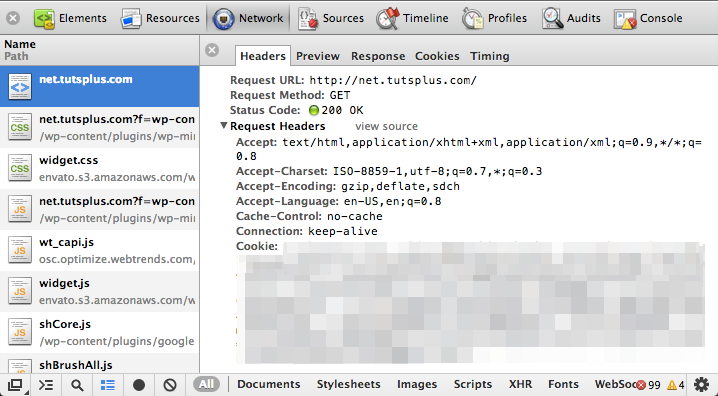 Elements Resources Network Sources Timeline Profiles Audits Console
Name
Path
Headers Preview Response Cookies Timing
net.tutsplus.com
net.tutsplus.com?f=wp-con
/wp-content/plugins/wp-mi
widget.css
envato.s3.amazonaws.com/w
net.tutsplus.com?f=wp-con
/wp-content/plugins/wp-mi
wt_capi.js
osc.optimize.webtrends.com,
widget.js
envato.s3.amazonaws.com/w
shCore.js
/wp-content/plugins/google
shBrushAll.js
<>
CSS
CSS
JS
JS
JS
JS
JS
Request URL: http://net.tutsplus.com/
Request Method: GET
Status Code: 200 OK
Request Headers view source
Accept: text/html,application/xhtml+xml,application/xml;q=0.9,*/*;q=
0.8
Accept-Charset: ISO-8859-1,utf-8;q=0.7,*;q=0.3
Accept-Encoding: gzip,deflate,sdch
Accept-Language: en-US,en;q=0.8
Cache-Control: no-cache
Connection: keep-alive
Cookie:
All Documents Stylesheets Images Scripts XHR Fonts WebSoc 99 4